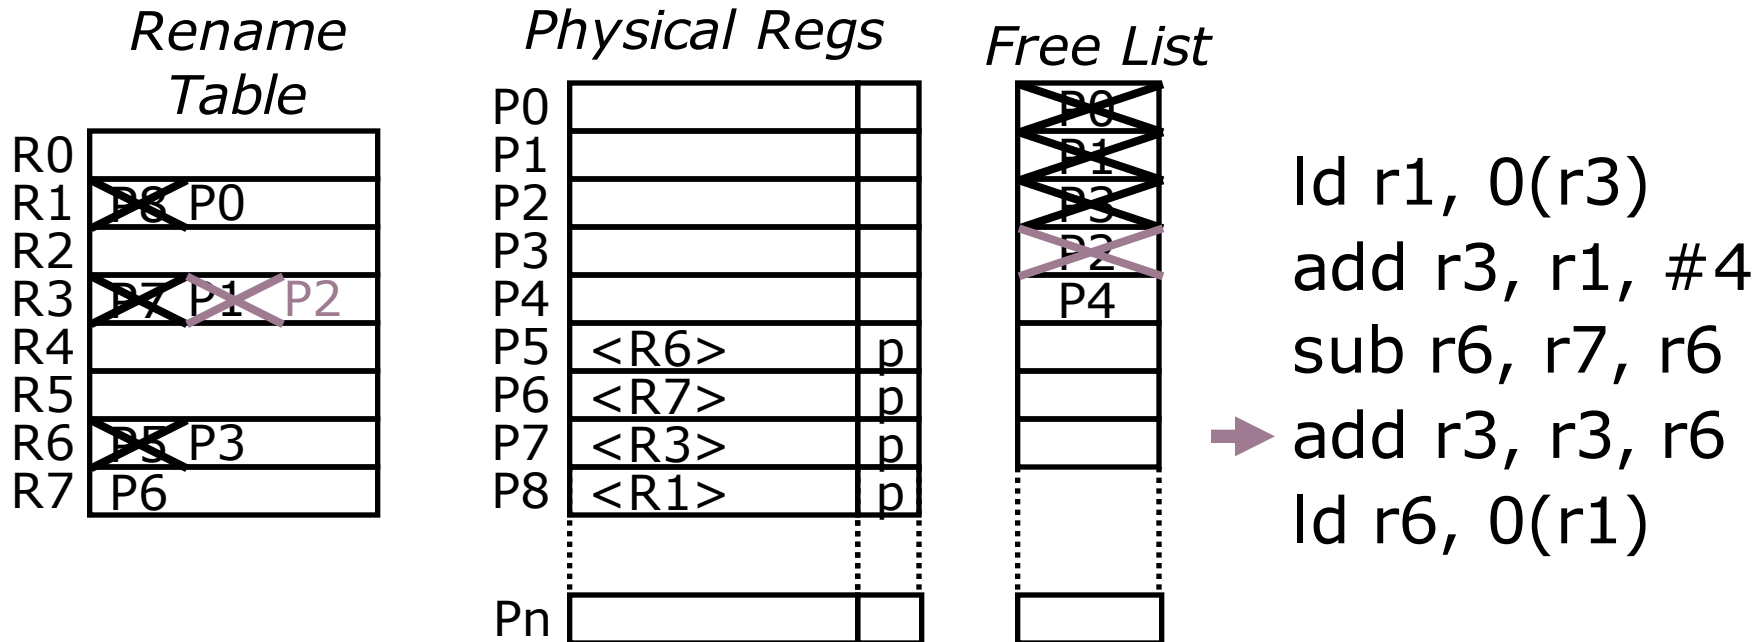 Rename
Table
R0
R1 P8 P0
R2
R3 P7 P1 P2
R4
R5
R6 P5 P3
R7 P6
Physical Regs
P0
P1
P2
P3
P4
P5 <R6> p
P6 <R7> p
P7 <R3> p
P8 <R1> p
Pn
Free List
P0
P1
P3
P2
P4
ld r1, 0(r3)
add r3, r1, #4
sub r6, r7, r6
add r3, r3, r6
ld r6, 0(r1)